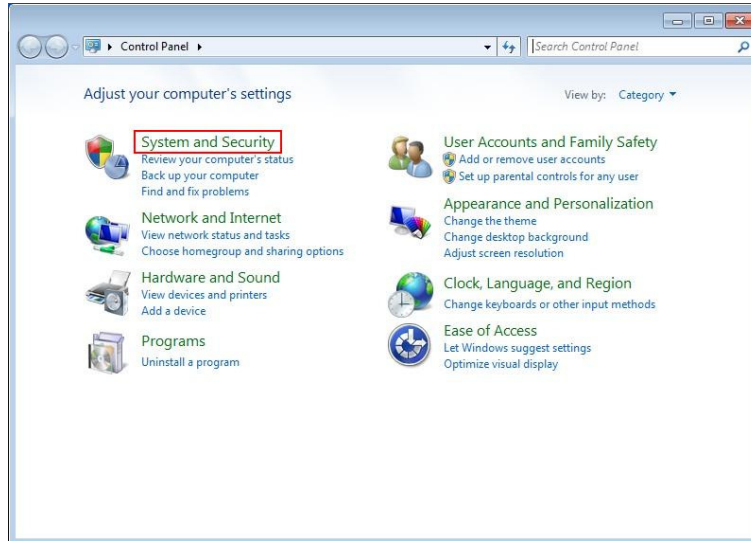 Control Panel
Search Control Panel
Adjust your computer's settings
View by: Category
System and Security
Review your computer's status
Back up your computer
Find and fix problems
Network and Internet
View network status and tasks
Choose homegroup and sharing options
Hardware and Sound
View devices and printers
Add a device
Programs
Uninstall a program
User Accounts and Family Safety
Add or remove user accounts
Set up parental controls for any user
Appearance and Personalization
Change the theme
Change desktop background
Adjust screen resolution
Clock, Language, and Region
Change keyboards or other input methods
Ease of Access
Let Windows suggest settings
Optimize visual display